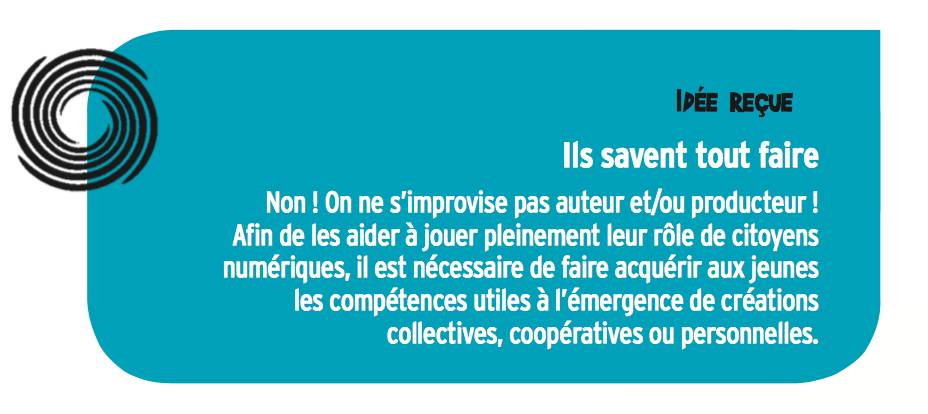 IDÉE REÇUE
Ils savent tout faire
Non ! On ne s'improvise pas auteur et/ou producteur !
Afin de les aider à jouer pleinement leur rôle de citoyens
numériques, il est nécessaire de faire acquérir aux jeunes
les compétences utiles à l'émergence de créations
collectives, coopératives ou personnelles.